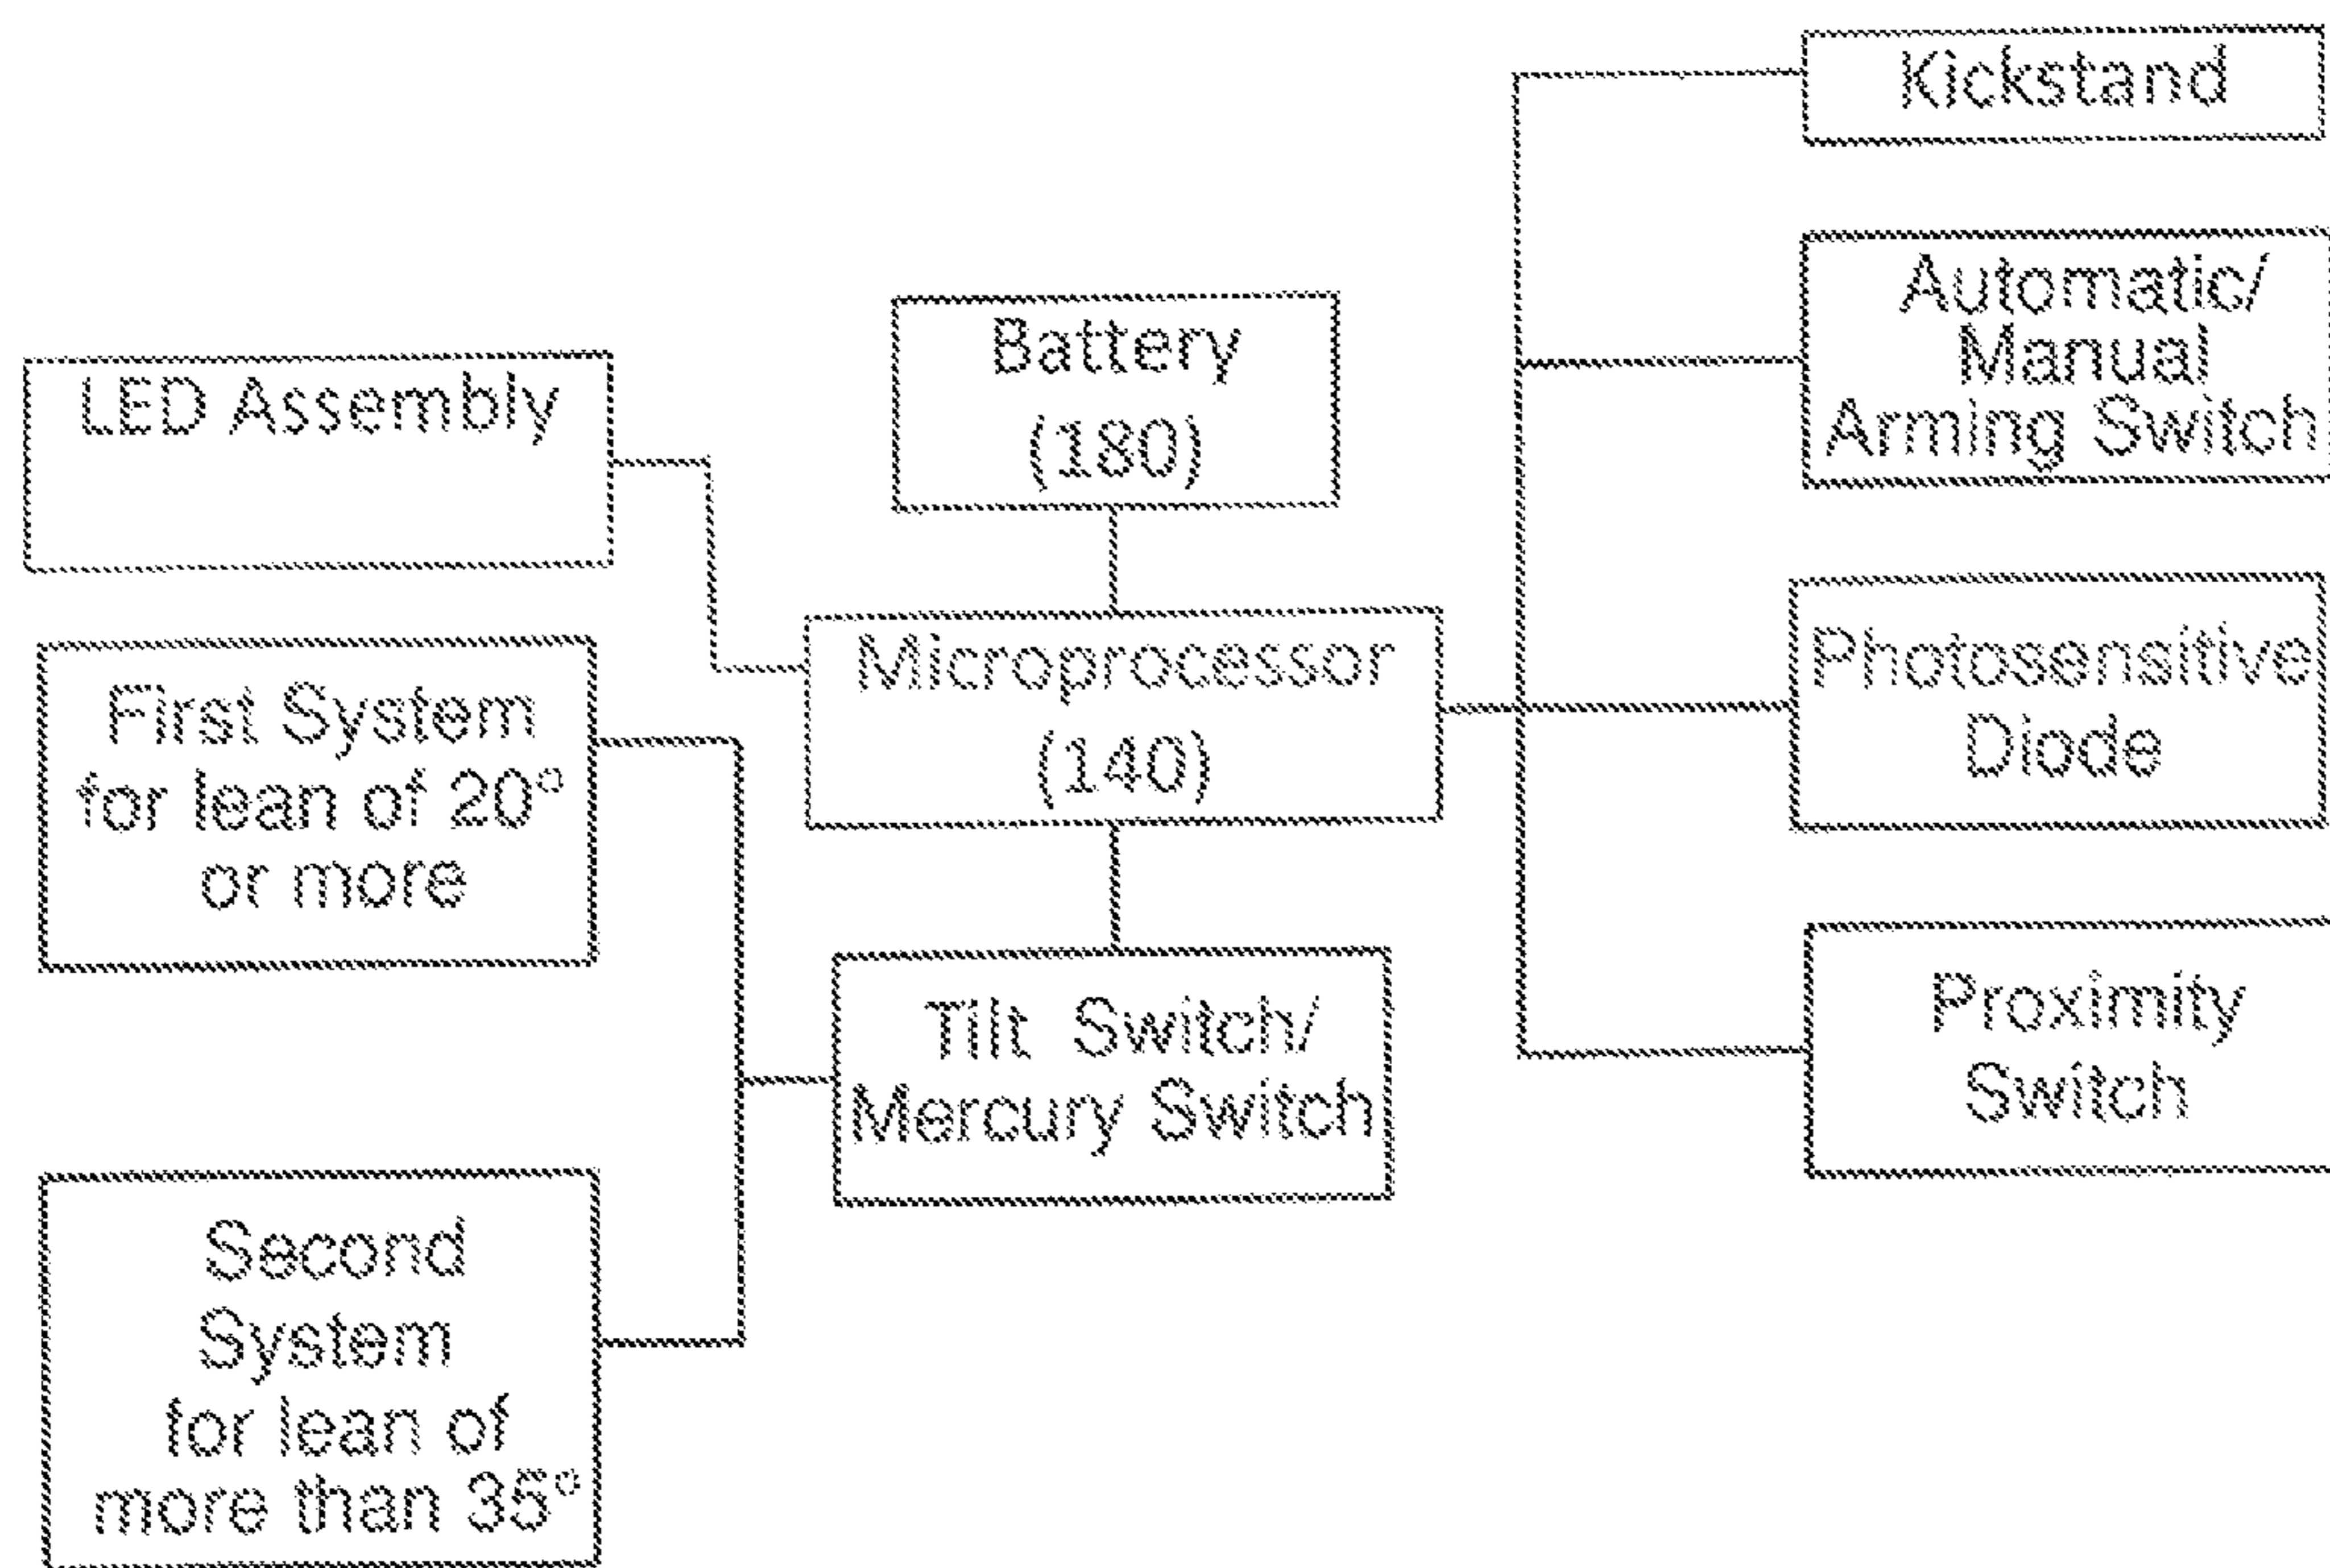 Kickstand
Automatic/
Manual
Arming Switch
Battery
(180)
LED Assembly
Microprocessor
(140)
Photosensitive
Diode
First System
for lean of 20°
or more
Tilt Switch/
Mercury Switch
Proximity
Switch
Second
System
for lean of
more than 35°